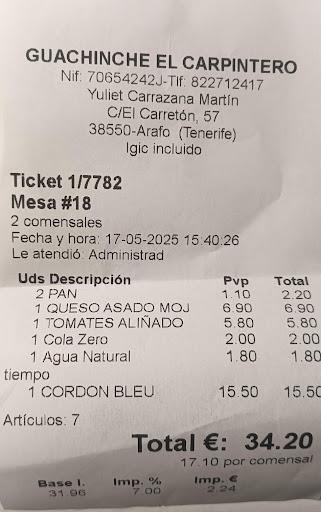 GUACHINCHE EL CARPINTERO
Nif: 70654242J-Tlf: 822712417
Yuliet Carrazana Martín
C/El Carretón, 57
38550-Arafo (Tenerife)
Igic incluido
Ticket 1/7782
Mesa #18
2 comensales
Fecha y hora: 17-05-2025 15:40:26
Le atendió: Administrad
Uds Descripción Pvp Total
2 PAN 1.10 2.20
1 QUESO ASADO MOJ 6.90 6.90
1 TOMATES ALIÑADO 5.80 5.80
1 Cola Zero 2.00 2.00
1 Agua Natural 1.80 1.80
tiempo
1 CORDON BLEU 15.50 15.50
Artículos: 7
Total €: 34.20
17.10 por comensal
Base I. Imp. % Imp. €
31.96 7.00 2.24